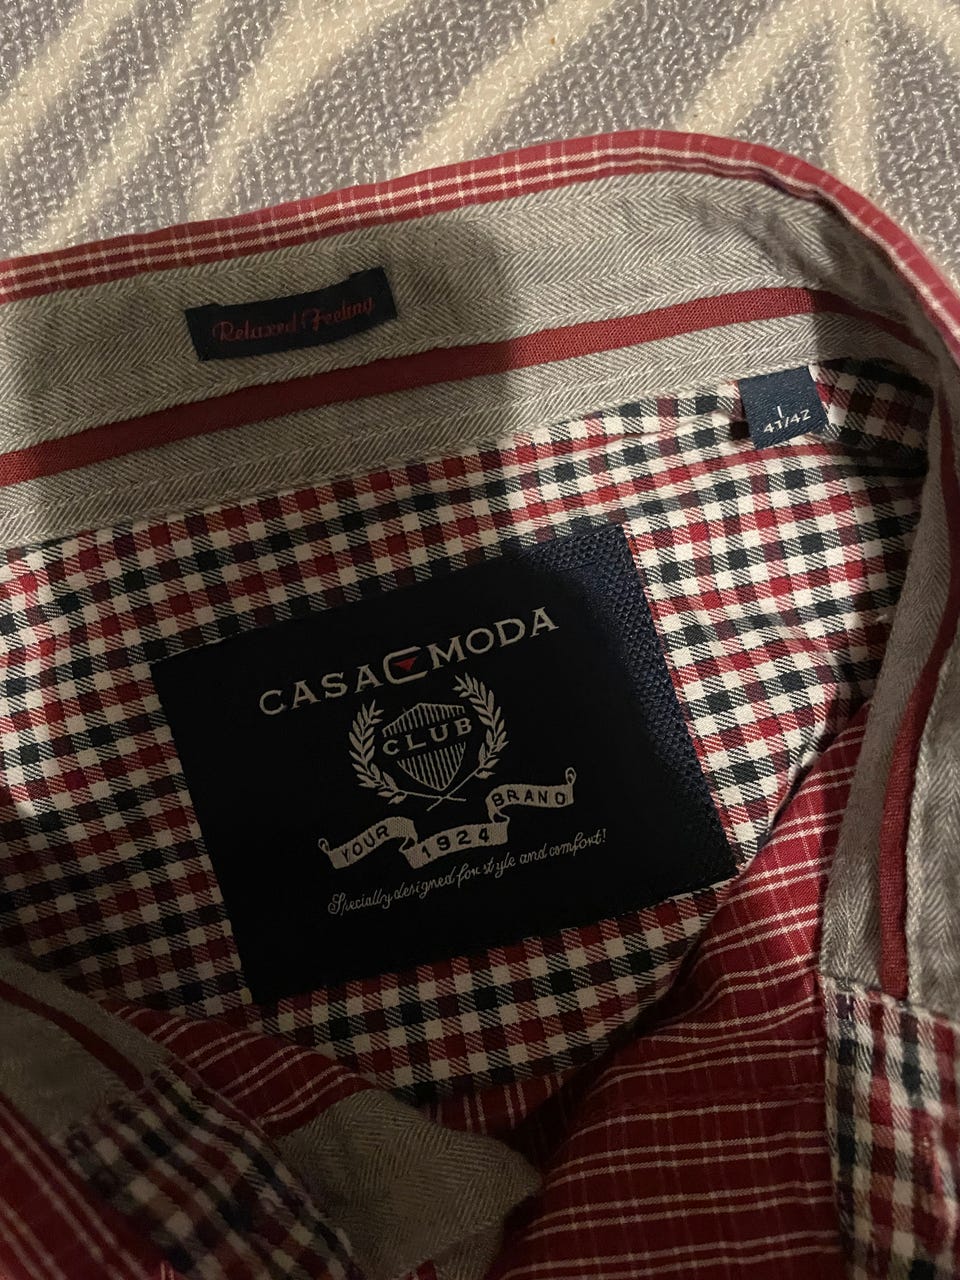 Relaxed Feeling
L
41/42
CASA MODA
CLUB
YOUR 1924 BRAND
Specially designed for style and comfort!